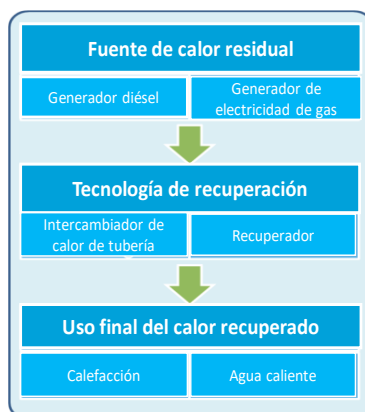 Fuente de calor residual
Generador diésel
Generador de
electricidad de gas
Tecnología de recuperación
Intercambiador de
calor de tubería
Recuperador
Uso final del calor recuperado
Calefacción
Agua caliente